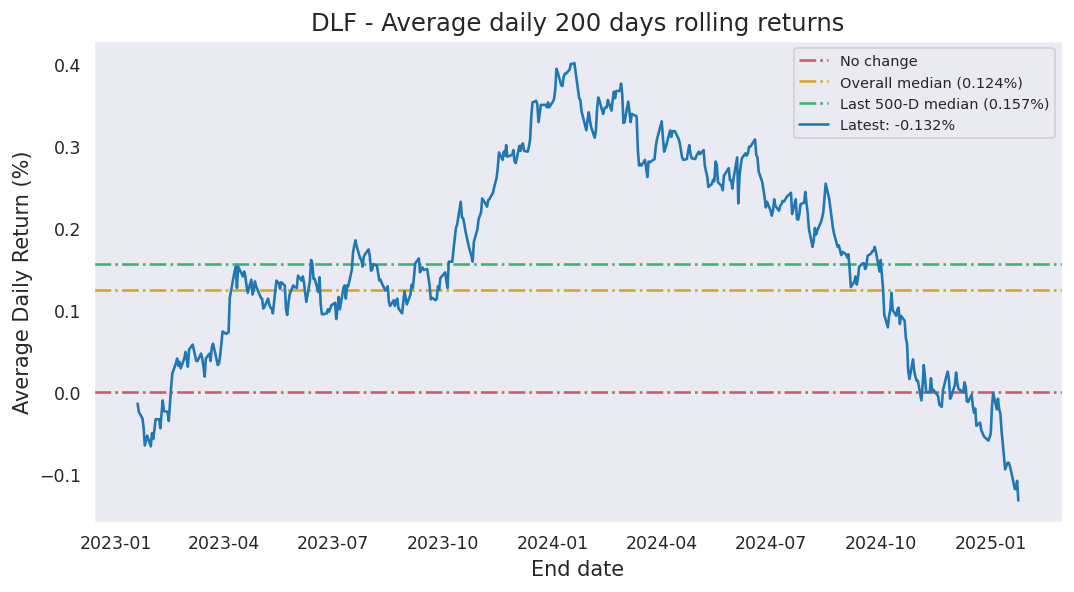 DLF - Average daily 200 days rolling returns
No change
Overall median (0.124%)
Last 500-D median (0.157%)
Latest: -0.132%
Average Daily Return (%)
0.4
0.3
0.2
0.1
0.0
−0.1
2023-01 2023-04 2023-07 2023-10 2024-01 2024-04 2024-07 2024-10 2025-01
End date